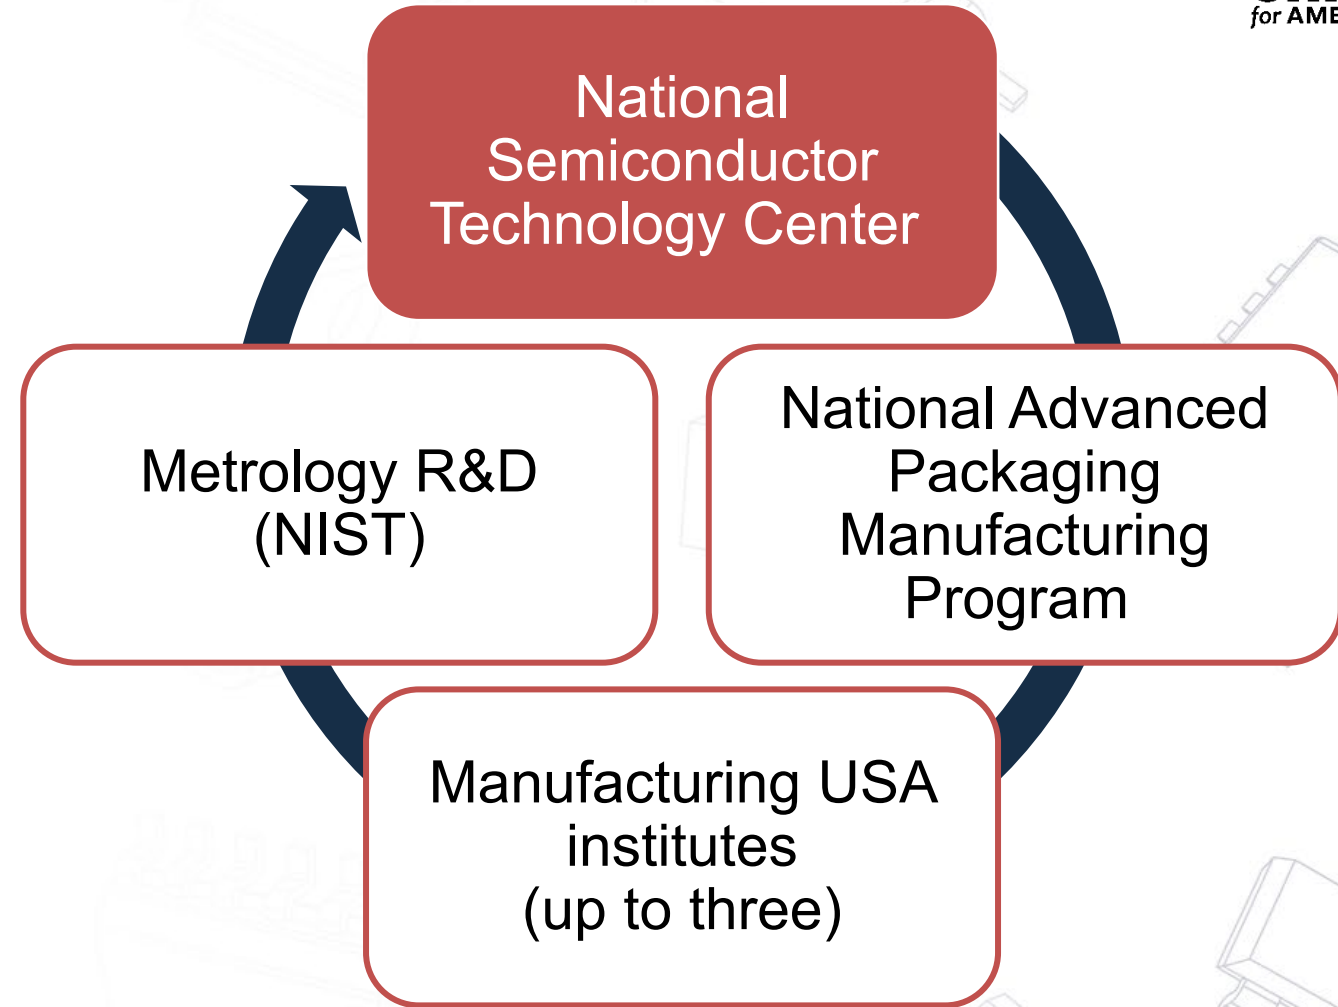 for AME
National
Semiconductor
Technology Center
Metrology R&D
(NIST)
National Advanced
Packaging
Manufacturing
Program
Manufacturing USA
institutes
(up to three)